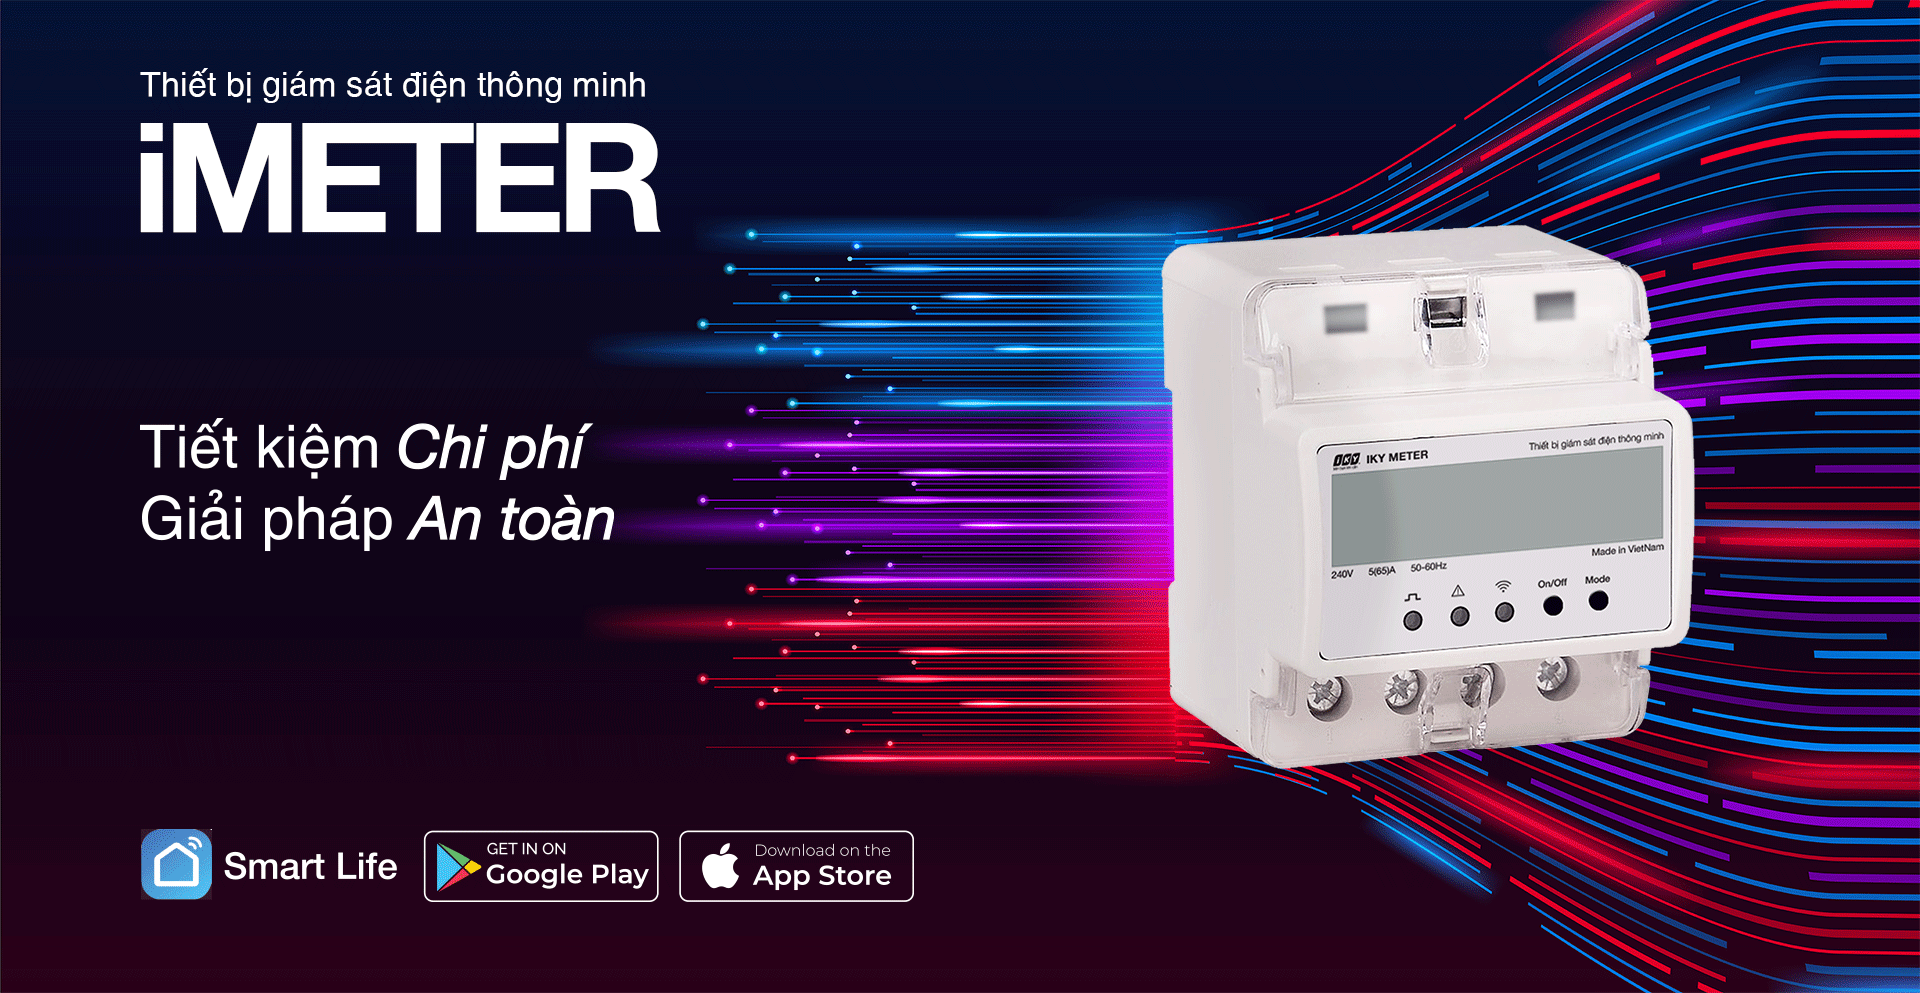 Thiết bị giám sát điện thông minh
iMETER
Tiết kiệm Chi phí
Giải pháp An toàn
IKY IKY METER
Thiết bị giám sát điện thông minh
Made in VietNam
240V 5(65)A 50-60Hz
On/Off Mode
Smart Life
GET IN ON
Google Play
Download on the
App Store